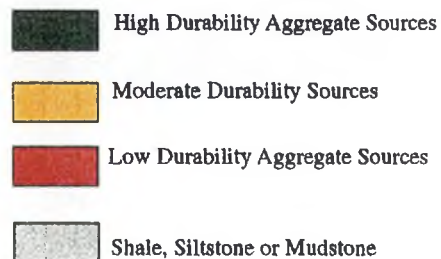 High Durability Aggregate Sources
Moderate Durability Sources
Low Durability Aggregate Sources
Shale, Siltstone or Mudstone